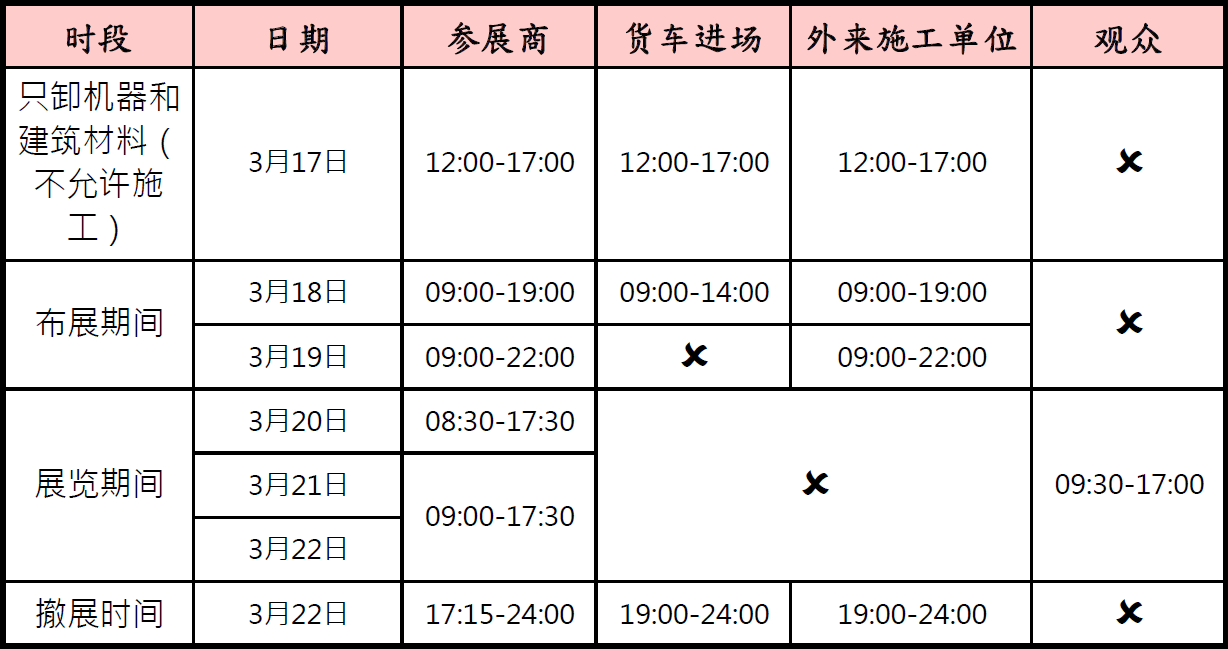 时段 日期 参展商 货车进场 外来施工单位 观众
只卸机器和
建筑材料（
不允许施
工）
3月17日 12:00-17:00 12:00-17:00 12:00-17:00 ✘
布展期间
3月18日 09:00-19:00 09:00-14:00 09:00-19:00
✘
3月19日 09:00-22:00 ✘ 09:00-22:00
展览期间
3月20日 08:30-17:30
3月21日
09:00-17:30
3月22日
✘
09:30-17:00
撤展时间 3月22日 17:15-24:00 19:00-24:00 19:00-24:00 ✘